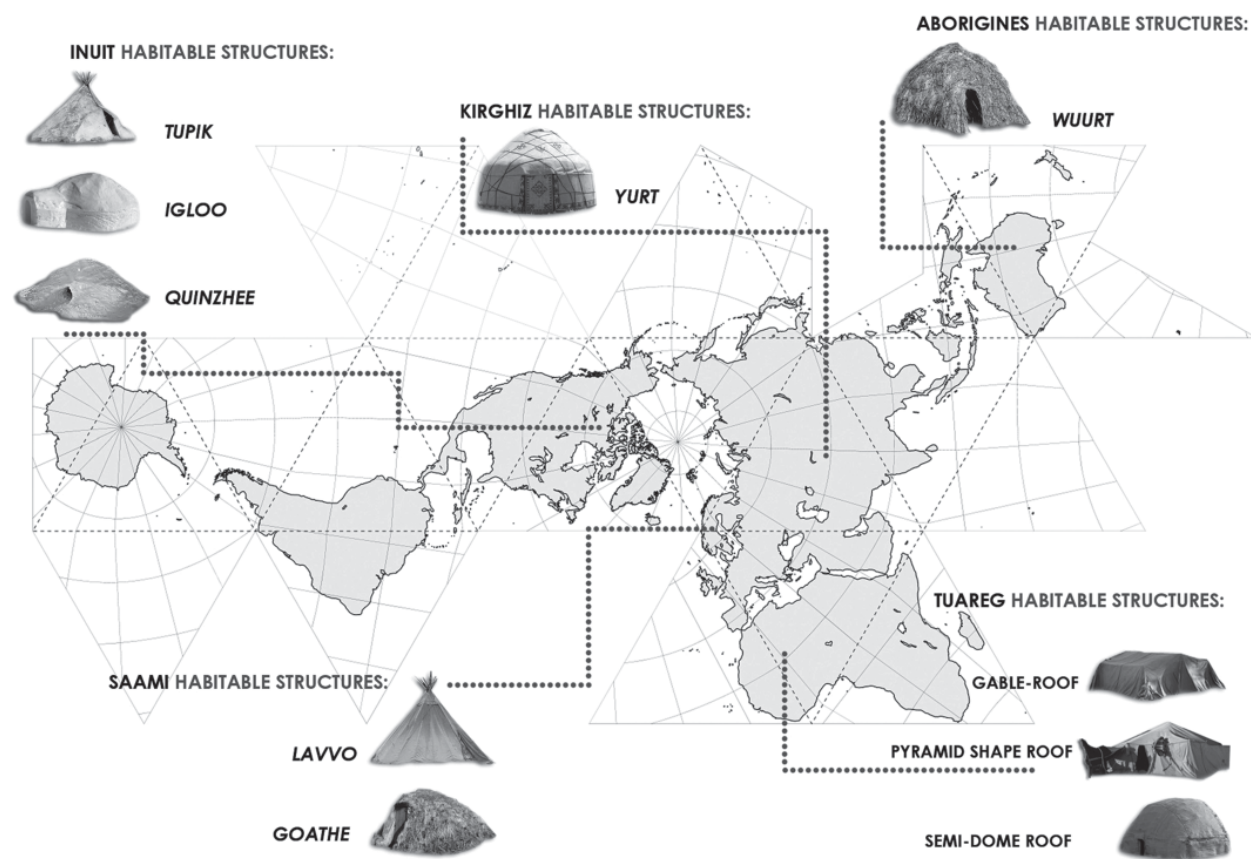 INUIT HABITABLE STRUCTURES:
TUPIK
IGLOO
QUINZHEE
KIRGHIZ HABITABLE STRUCTURES:
YURT
ABORIGINES HABITABLE STRUCTURES:
WUURT
SAAMI HABITABLE STRUCTURES:
LAVVO
GOATHE
TUAREG HABITABLE STRUCTURES:
GABLE-ROOF
PYRAMID SHAPE ROOF
SEMI-DOME ROOF